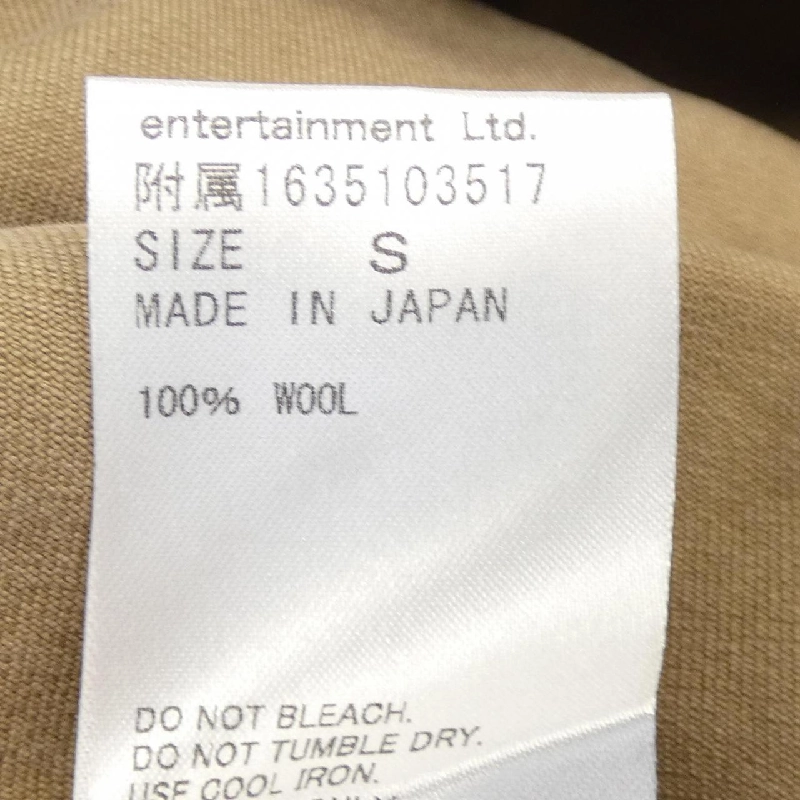 entertainment Ltd.
附属1635103517
SIZE S
MADE IN JAPAN
100% WOOL
DO NOT BLEACH.
DO NOT TUMBLE DRY.
USE COOL IRON.